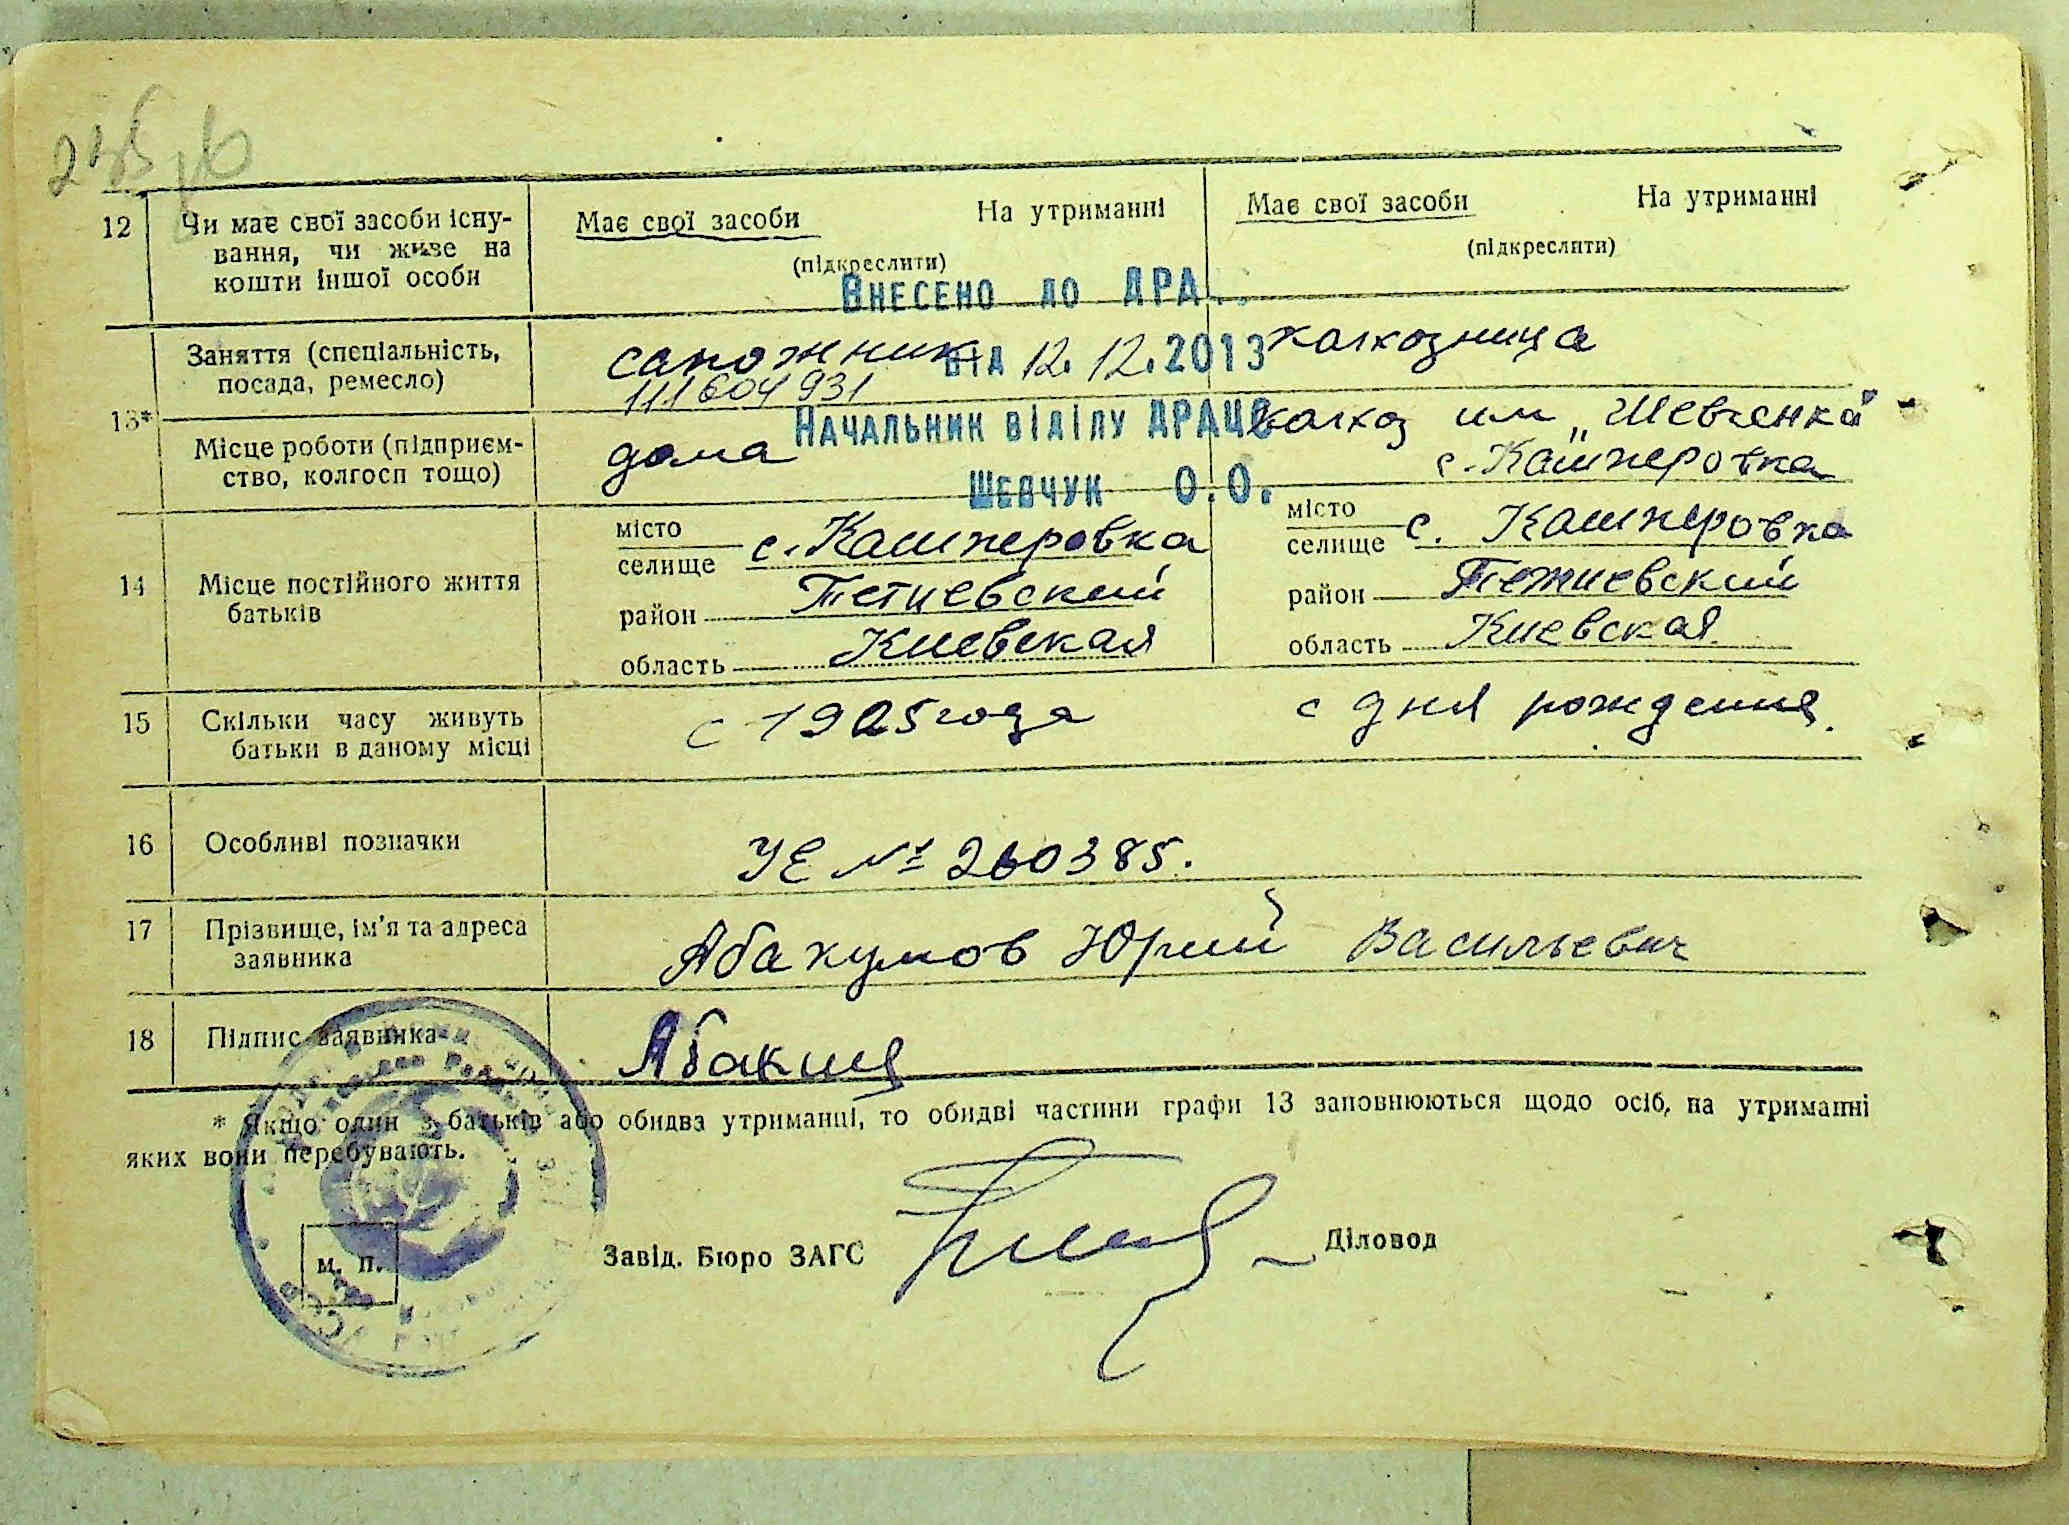 12 Чи має свої засоби існу-
вання, чи живе на
кошти іншої особи
Має свої засоби На утриманні
(підкреслити)
Має свої засоби На утриманні
(підкреслити)
Внесено до ДРА
від 12.12.2013
Начальник відділу ДРАЦС
Шевчук О.О.
13*
Заняття (спеціальність,
посада, ремесло)
сапожник
111604931
колхозница
Місце роботи (підприєм-
ство, колгосп тощо)
дома
колхоз им „Шевченка"
с. Кашперовка
14 Місце постійного життя
батьків
місто
селище с. Кашперовка
район Тетиевский
область Киевская
місто
селище с. Кашперовка
район Тетиевский
область Киевская
15 Скільки часу живуть
батьки в даному місці
с 1925 года
с дня рождения.
16 Особливі позначки
УЕ № 260385.
17 Прізвище, ім'я та адреса
заявника
Абакумов Юрий Васильевич
18 Підпис заявника
* Якщо один з батьків або обидва утриманці, то обидві частини графи 13 заповнюються щодо осіб, на утриманні
яких вони перебувають.
м. п.
Завід. Бюро ЗАГС
Діловод